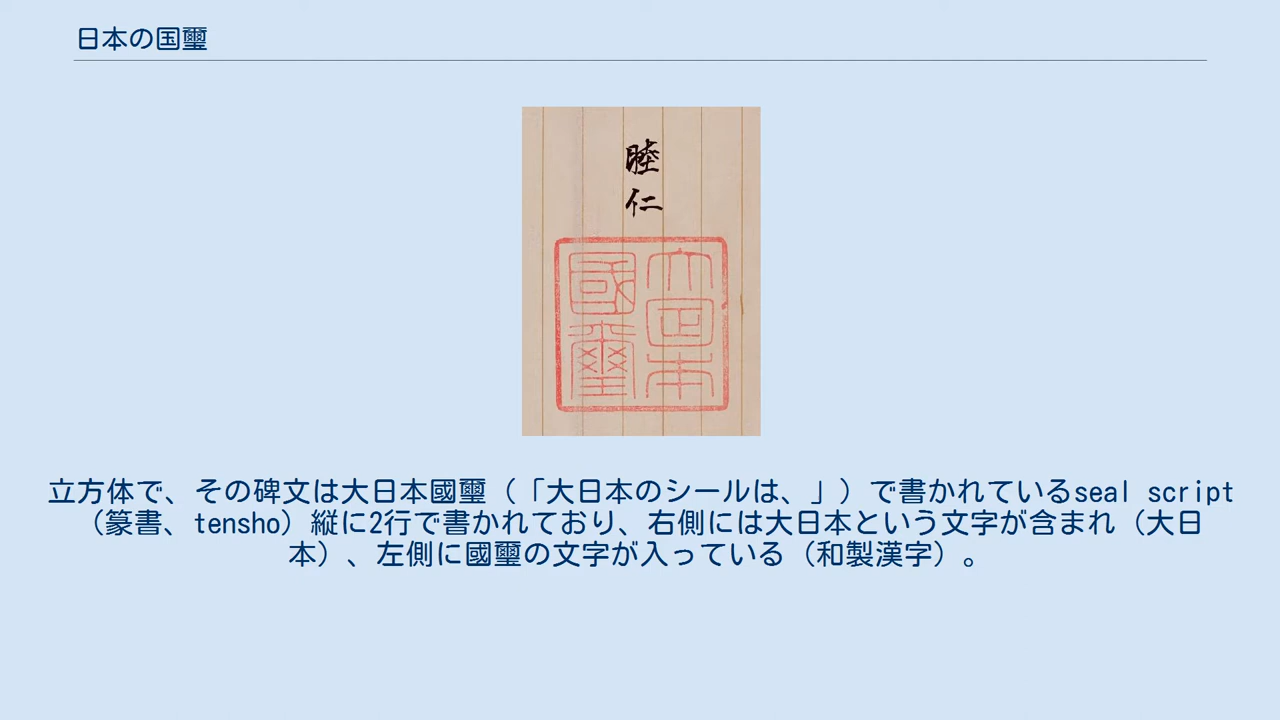 日本の国璽
睦
仁
大日本
國璽
立方体で、その碑文は大日本國璽（「大日本のシールは、」）で書かれているseal script
（篆書、tensho）縦に2行で書かれており、右側には大日本という文字が含まれ（大日
本）、左側に國璽の文字が入っている（和製漢字）。